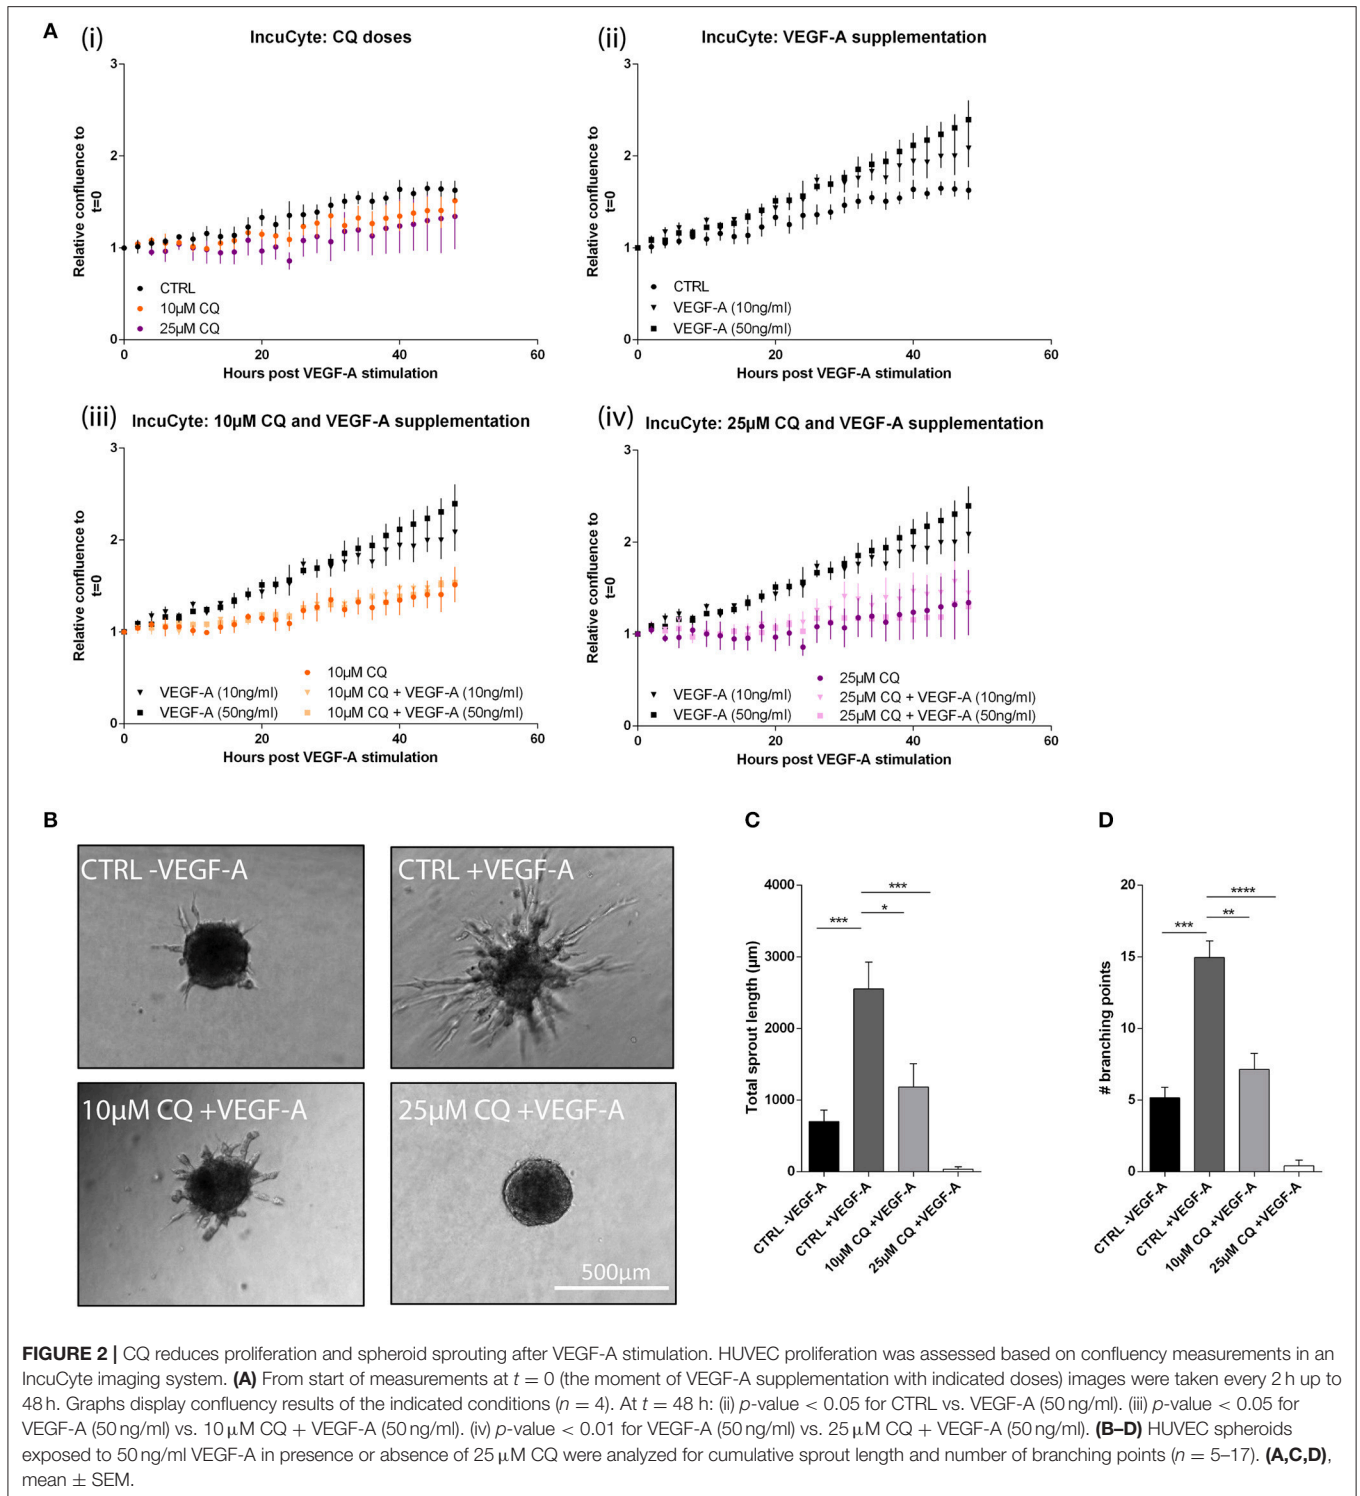 A
(i)
IncuCyte: CQ doses
Relative confluence to
t=0
3
2
1
0
0 20 40 60
CTRL
10µM CQ
25µM CQ
Hours post VEGF-A stimulation
(ii)
IncuCyte: VEGF-A supplementation
Relative confluence to
t=0
3
2
1
0
0 20 40 60
CTRL
VEGF-A (10ng/ml)
VEGF-A (50ng/ml)
Hours post VEGF-A stimulation
(iii)
IncuCyte: 10µM CQ and VEGF-A supplementation
Relative confluence to
t=0
3
2
1
0
0 20 40 60
10µM CQ
VEGF-A (10ng/ml) 10µM CQ + VEGF-A (10ng/ml)
VEGF-A (50ng/ml) 10µM CQ + VEGF-A (50ng/ml)
Hours post VEGF-A stimulation
(iv)
IncuCyte: 25µM CQ and VEGF-A supplementation
Relative confluence to
t=0
3
2
1
0
0 20 40 60
25µM CQ
VEGF-A (10ng/ml) 25µM CQ + VEGF-A (10ng/ml)
VEGF-A (50ng/ml) 25µM CQ + VEGF-A (50ng/ml)
Hours post VEGF-A stimulation
B
CTRL -VEGF-A
CTRL +VEGF-A
10µM CQ +VEGF-A
25µM CQ +VEGF-A
500µm
C
Total sprout length (µm)
4000
3000
2000
1000
0
***
*
***
CTRL -VEGF-A
CTRL +VEGF-A
10µM CQ +VEGF-A
25µM CQ +VEGF-A
D
# branching points
20
15
10
5
0
****
**
***
CTRL -VEGF-A
CTRL +VEGF-A
10µM CQ +VEGF-A
25µM CQ +VEGF-A
FIGURE 2 | CQ reduces proliferation and spheroid sprouting after VEGF-A stimulation. HUVEC proliferation was assessed based on confluency measurements in an
IncuCyte imaging system. (A) From start of measurements at t = 0 (the moment of VEGF-A supplementation with indicated doses) images were taken every 2 h up to
48 h. Graphs display confluency results of the indicated conditions (n = 4). At t = 48 h: (ii) p-value < 0.05 for CTRL vs. VEGF-A (50 ng/ml). (iii) p-value < 0.05 for
VEGF-A (50 ng/ml) vs. 10 µM CQ + VEGF-A (50 ng/ml). (iv) p-value < 0.01 for VEGF-A (50 ng/ml) vs. 25 µM CQ + VEGF-A (50 ng/ml). (B–D) HUVEC spheroids
exposed to 50 ng/ml VEGF-A in presence or absence of 25 µM CQ were analyzed for cumulative sprout length and number of branching points (n = 5–17). (A,C,D),
mean ± SEM.